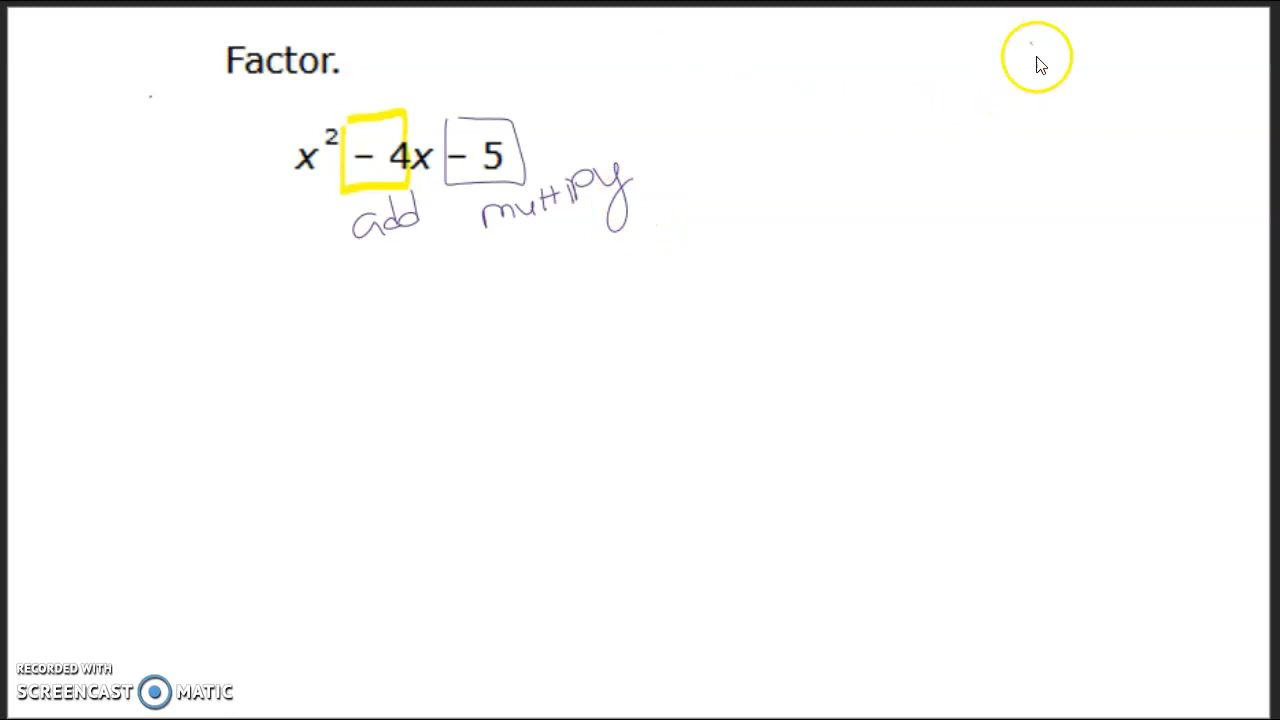 Factor.
x² – 4x – 5
add multiply
RECORDED WITH
SCREENCAST MATIC